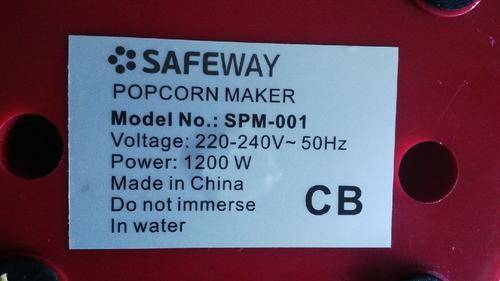 SAFEWAY
POPCORN MAKER
Model No.: SPM-001
Voltage: 220-240V~ 50Hz
Power: 1200 W
Made in China
Do not immerse
In water
CB